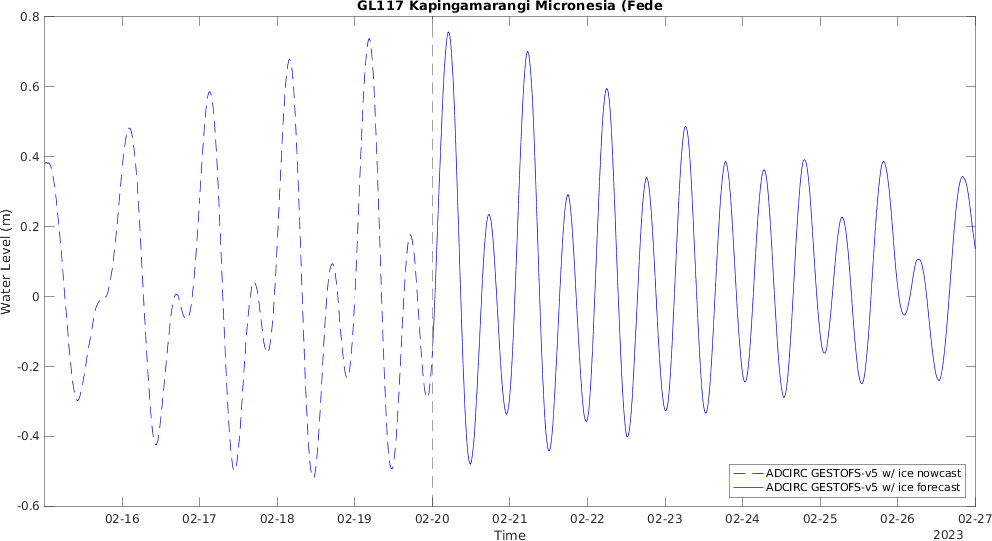 GL117 Kapingamarangi Micronesia (Fede
0.8
0.6
0.4
0.2
0
-0.2
-0.4
-0.6
Water Level (m)
ADCIRC GESTOFS-v5 w/ ice nowcast
ADCIRC GESTOFS-v5 w/ ice forecast
02-16 02-17 02-18 02-19 02-20 02-21 02-22 02-23 02-24 02-25 02-26 02-27
Time
2023